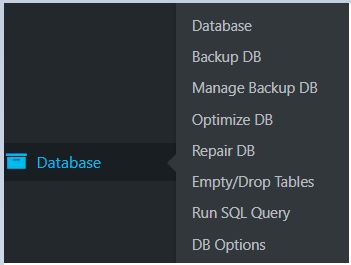 Database
Database
Backup DB
Manage Backup DB
Optimize DB
Repair DB
Empty/Drop Tables
Run SQL Query
DB Options